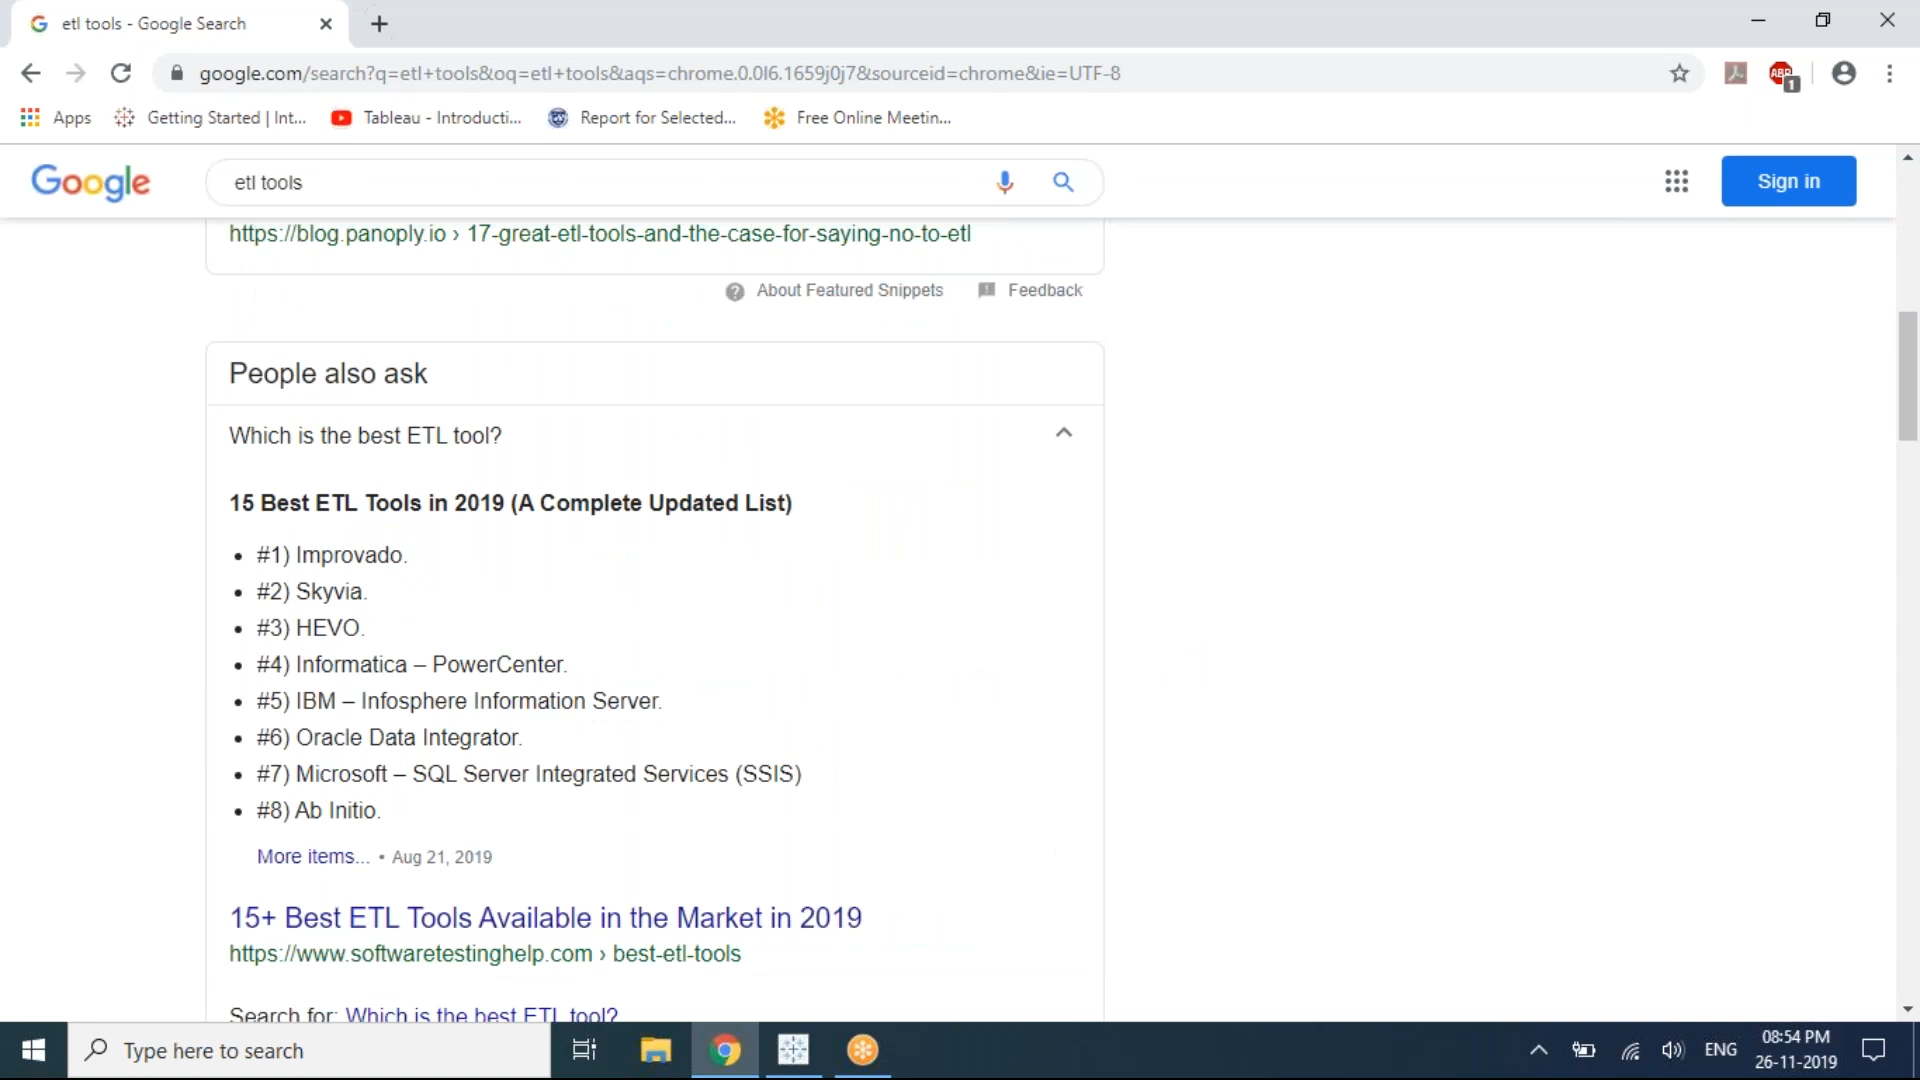 etl tools - Google Search
google.com/search?q=etl+tools&oq=etl+tools&aqs=chrome.0.0l6.1659j0j7&sourceid=chrome&ie=UTF-8
ABP
1
Apps
Getting Started | Int...
Tableau - Introducti...
Report for Selected...
Free Online Meetin...
Google
etl tools
Sign in
https://blog.panoply.io › 17-great-etl-tools-and-the-case-for-saying-no-to-etl
About Featured Snippets
Feedback
People also ask
Which is the best ETL tool?
15 Best ETL Tools in 2019 (A Complete Updated List)
• #1) Improvado.
• #2) Skyvia.
• #3) HEVO.
• #4) Informatica – PowerCenter.
• #5) IBM – Infosphere Information Server.
• #6) Oracle Data Integrator.
• #7) Microsoft – SQL Server Integrated Services (SSIS)
• #8) Ab Initio.
More items... • Aug 21, 2019
15+ Best ETL Tools Available in the Market in 2019
https://www.softwaretestinghelp.com › best-etl-tools
Search for: Which is the best ETL tool?
Type here to search
ENG
08:54 PM
26-11-2019